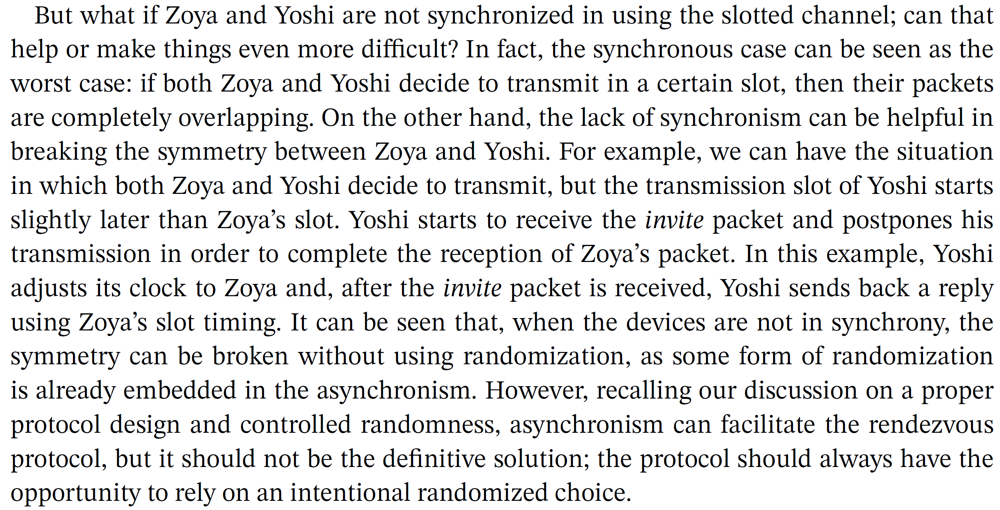 But what if Zoya and Yoshi are not synchronized in using the slotted channel; can that
help or make things even more difficult? In fact, the synchronous case can be seen as the
worst case: if both Zoya and Yoshi decide to transmit in a certain slot, then their packets
are completely overlapping. On the other hand, the lack of synchronism can be helpful in
breaking the symmetry between Zoya and Yoshi. For example, we can have the situation
in which both Zoya and Yoshi decide to transmit, but the transmission slot of Yoshi starts
slightly later than Zoya’s slot. Yoshi starts to receive the invite packet and postpones his
transmission in order to complete the reception of Zoya’s packet. In this example, Yoshi
adjusts its clock to Zoya and, after the invite packet is received, Yoshi sends back a reply
using Zoya’s slot timing. It can be seen that, when the devices are not in synchrony, the
symmetry can be broken without using randomization, as some form of randomization
is already embedded in the asynchronism. However, recalling our discussion on a proper
protocol design and controlled randomness, asynchronism can facilitate the rendezvous
protocol, but it should not be the definitive solution; the protocol should always have the
opportunity to rely on an intentional randomized choice.